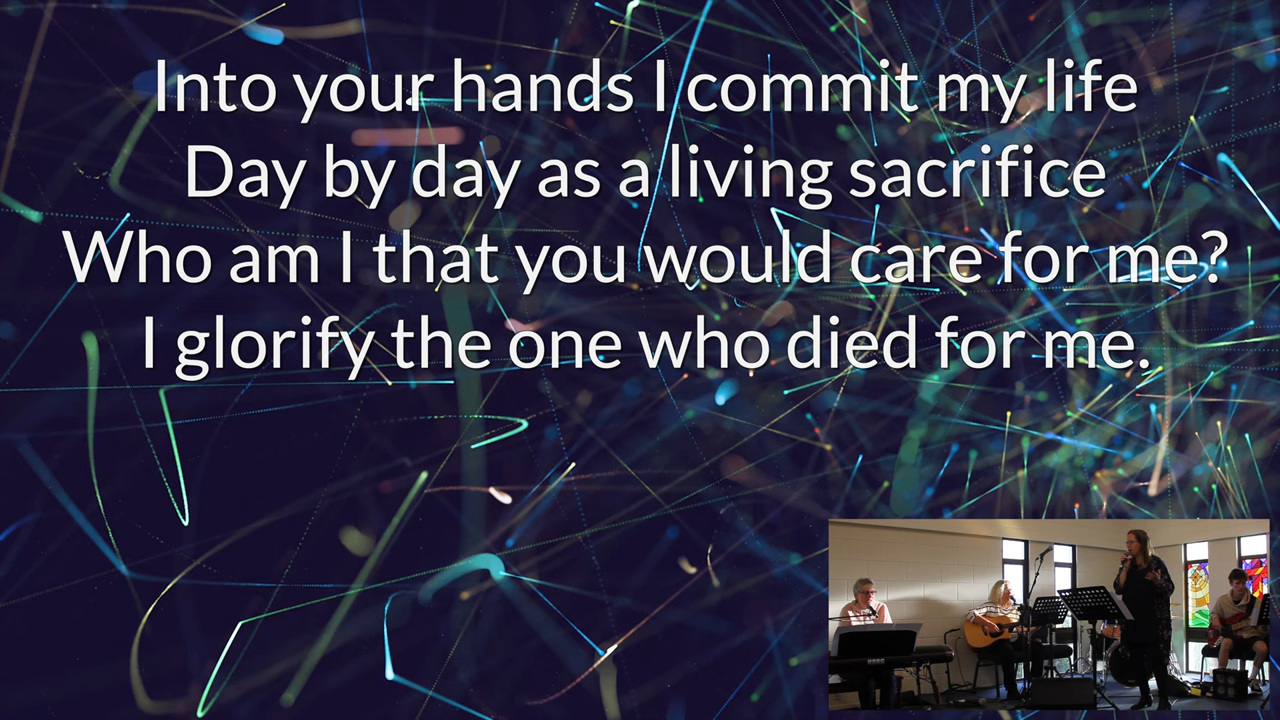 Into your hands I commit my life
Day by day as a living sacrifice
Who am I that you would care for me?
I glorify the one who died for me.